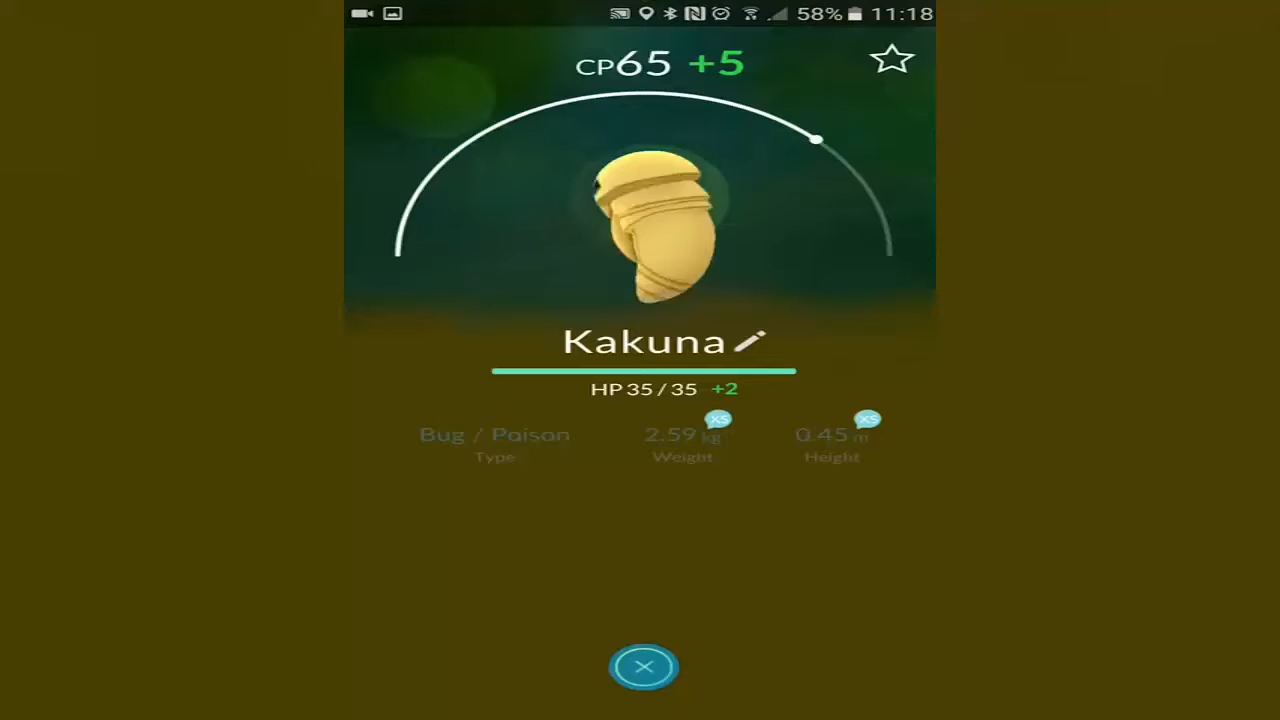 58% 11:18
CP65 +5
Kakuna
HP 35 / 35 +2
XS XS
Bug / Poison 2.59 kg 0.45 m
Type Weight Height